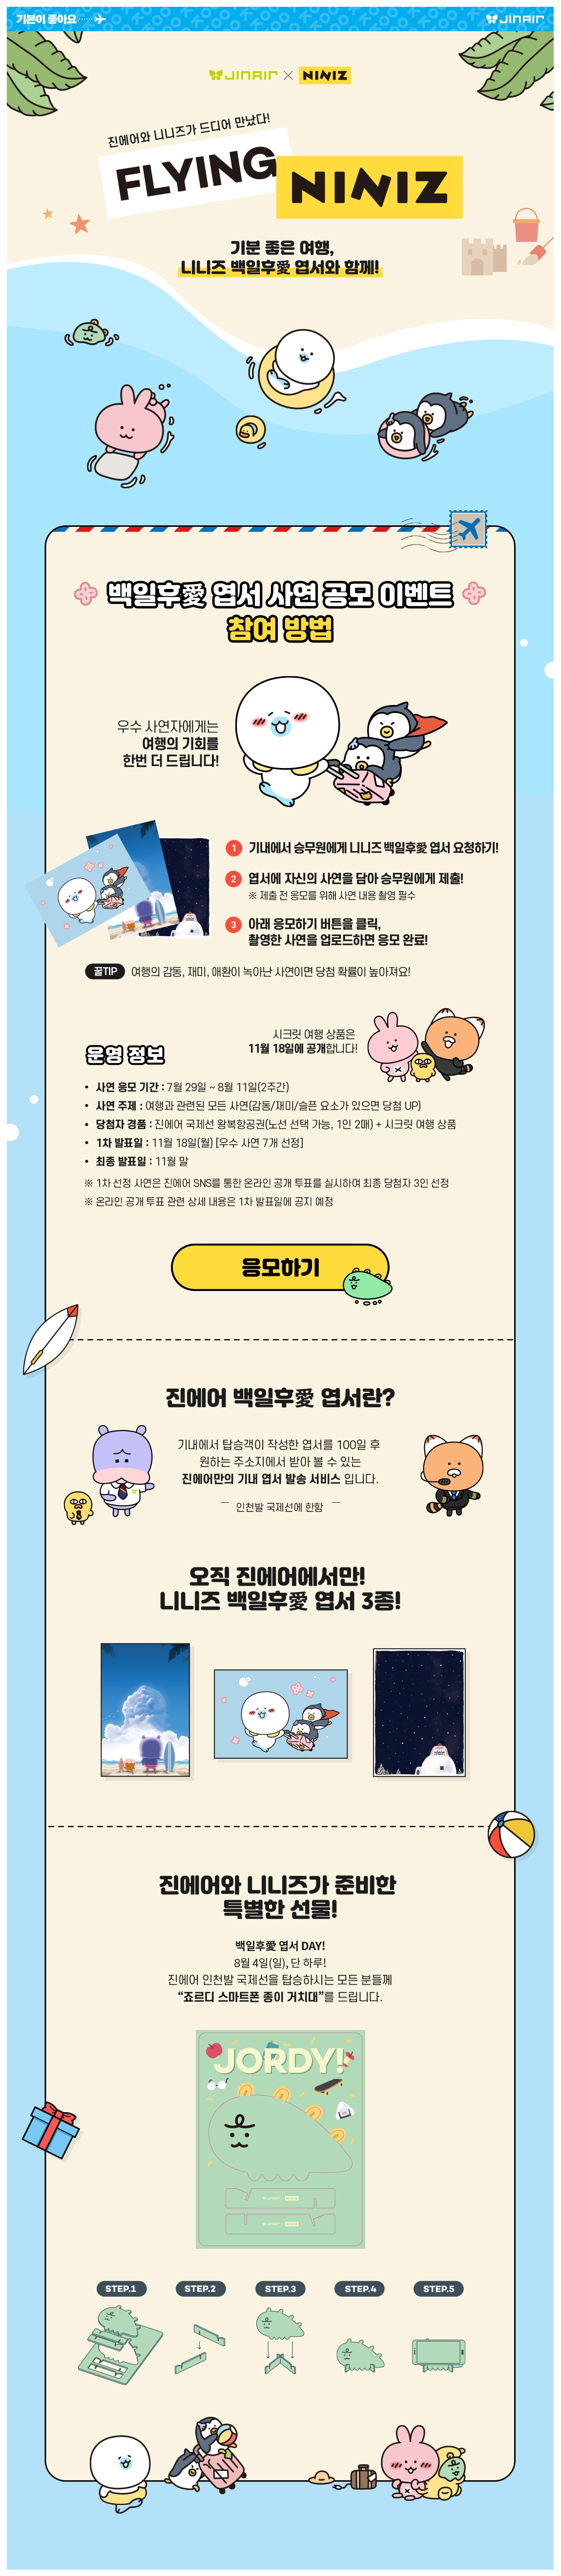 기본이 좋아요
JINAIR
JINAIR × NINIZ
진에어와 니니즈가 드디어 만났다!
FLYING
NINIZ
기분 좋은 여행,
니니즈 백일후愛 엽서와 함께!
백일후愛 엽서 사연 공모 이벤트
참여 방법
우수 사연자에게는
여행의 기회를
한번 더 드립니다!
1 기내에서 승무원에게 니니즈 백일후愛 엽서 요청하기!
2 엽서에 자신의 사연을 담아 승무원에게 제출!
※ 제출 전 응모를 위해 사연 내용 촬영 필수
3 아래 응모하기 버튼을 클릭,
촬영한 사연을 업로드하면 응모 완료!
꿀TIP 여행의 감동, 재미, 애환이 녹아난 사연이면 당첨 확률이 높아져요!
시크릿 여행 상품은
11월 18일에 공개합니다!
운영 정보
• 사연 응모 기간 : 7월 29일 ~ 8월 11일(2주간)
• 사연 주제 : 여행과 관련된 모든 사연(감동/재미/슬픈 요소가 있으면 당첨 UP)
• 당첨자 경품 : 진에어 국제선 왕복항공권(노선 선택 가능, 1인 2매) + 시크릿 여행 상품
• 1차 발표일 : 11월 18일(월) [우수 사연 7개 선정]
• 최종 발표일 : 11월 말
※ 1차 선정 사연은 진에어 SNS를 통한 온라인 공개 투표를 실시하여 최종 당첨자 3인 선정
※ 온라인 공개 투표 관련 상세 내용은 1차 발표일에 공지 예정
응모하기
진에어 백일후愛 엽서란?
기내에서 탑승객이 작성한 엽서를 100일 후
원하는 주소지에서 받아 볼 수 있는
진에어만의 기내 엽서 발송 서비스 입니다.
인천발 국제선에 한함
오직 진에어에서만!
니니즈 백일후愛 엽서 3종!
진에어와 니니즈가 준비한
특별한 선물!
백일후愛 엽서 DAY!
8월 4일(일), 단 하루!
진에어 인천발 국제선을 탑승하시는 모든 분들께
“죠르디 스마트폰 종이 거치대”를 드립니다.
JORDY!
STEP.1 STEP.2 STEP.3 STEP.4 STEP.5